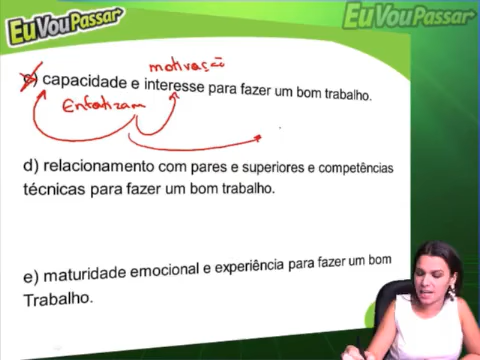 EuVouPassar
EuVouPassar
motivação
c) capacidade e interesse para fazer um bom trabalho.
Enfatizam
d) relacionamento com pares e superiores e competências
técnicas para fazer um bom trabalho.
e) maturidade emocional e experiência para fazer um bom
Trabalho.